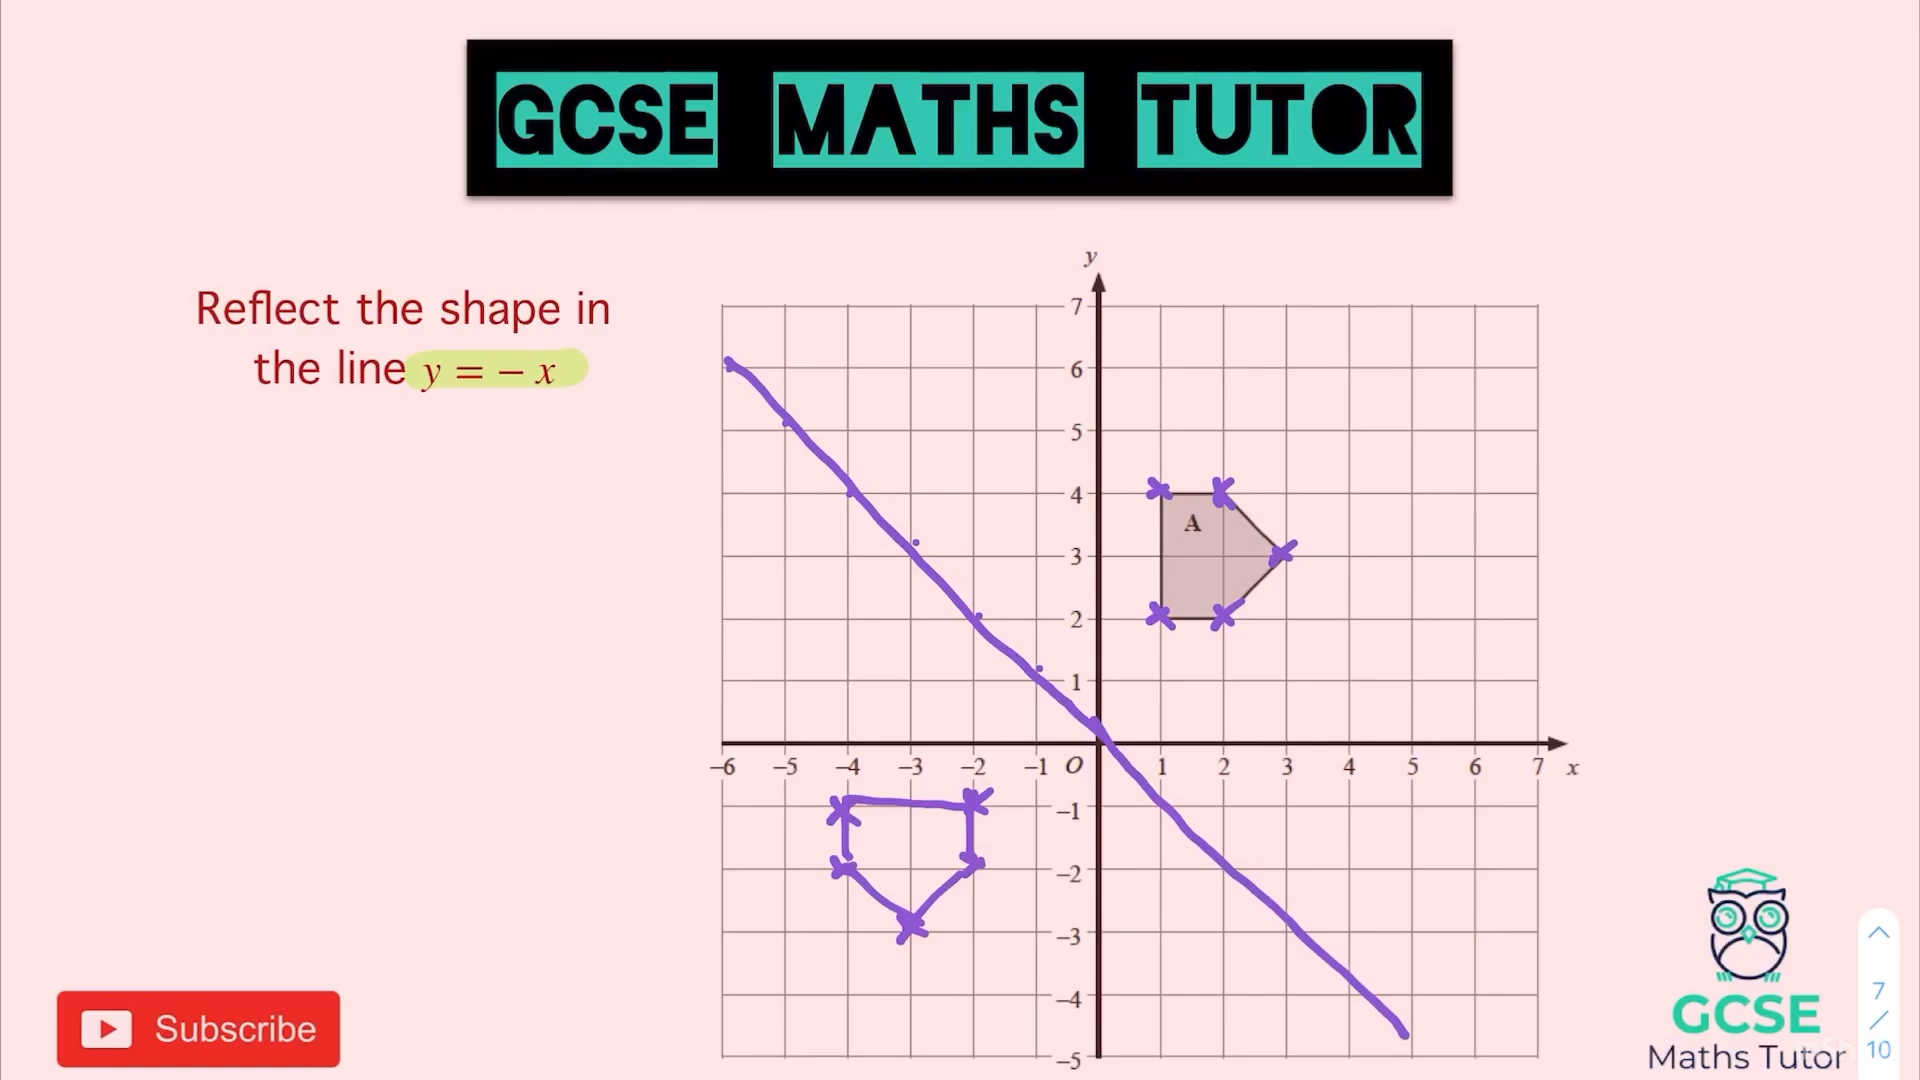 GCSE MATHS TUTOR
Reflect the shape in
the line y = − x
y
7
6
5
4
3
2
1
A
−6 −5 −4 −3 −2 −1 O 1 2 3 4 5 6 7 x
−1
−2
−3
−4
−5
Subscribe
GCSE
Maths Tutor
7
/
10